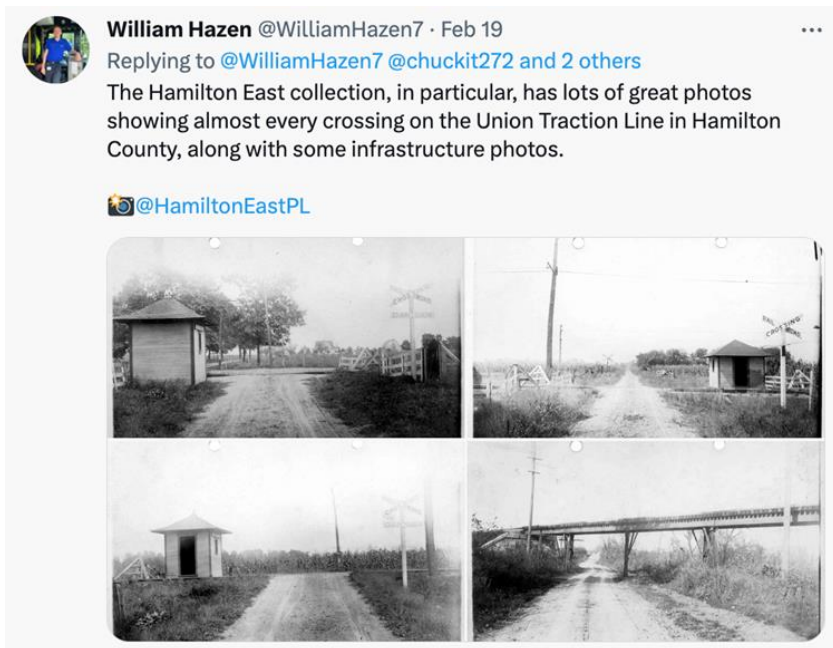 William Hazen @WilliamHazen7 · Feb 19
Replying to @WilliamHazen7 @chuckit272 and 2 others
The Hamilton East collection, in particular, has lots of great photos
showing almost every crossing on the Union Traction Line in Hamilton
County, along with some infrastructure photos.
@HamiltonEastPL
CROSSING